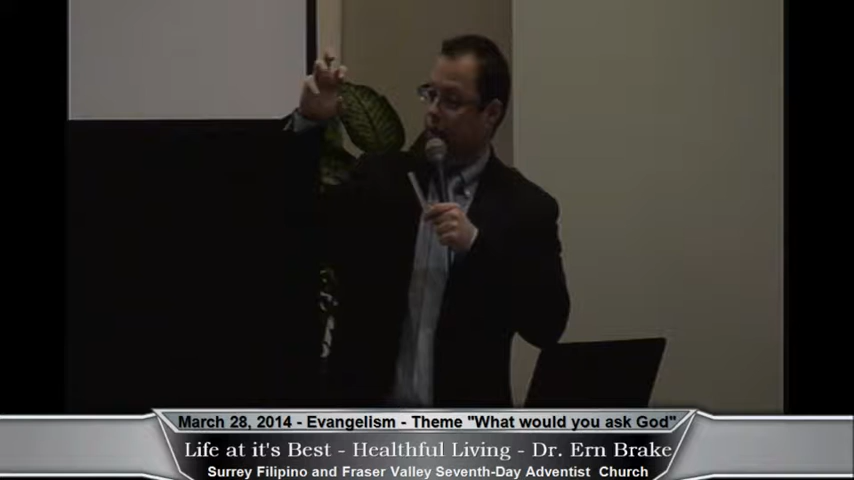 March 28, 2014 - Evangelism - Theme "What would you ask God"
Life at it's Best - Healthful Living - Dr. Ern Brake
Surrey Filipino and Fraser Valley Seventh-Day Adventist Church